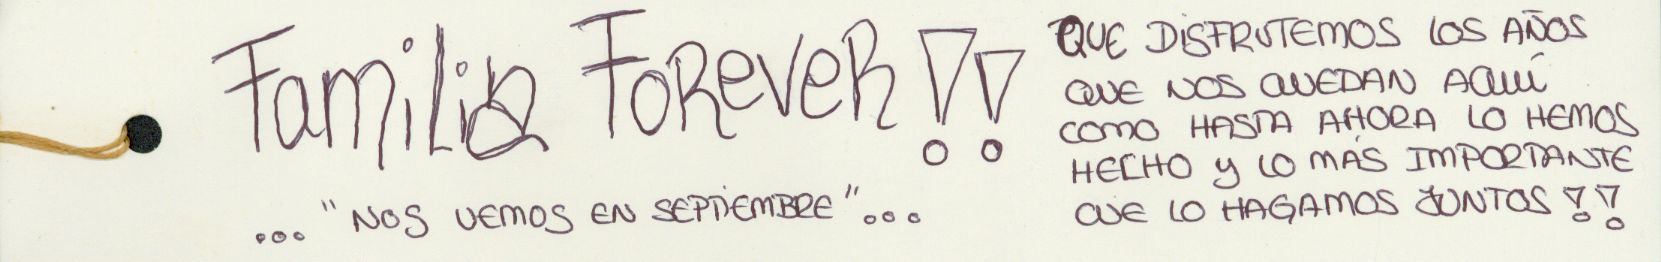 Familia Forever!!
..."NOS VEMOS EN SEPTIEMBRE"...
QUE DISFRUTEMOS LOS AÑOS
QUE NOS QUEDAN AQUÍ
COMO HASTA AHORA LO HEMOS
HECHO Y LO MÁS IMPORTANTE
QUE LO HAGAMOS JUNTOS!!